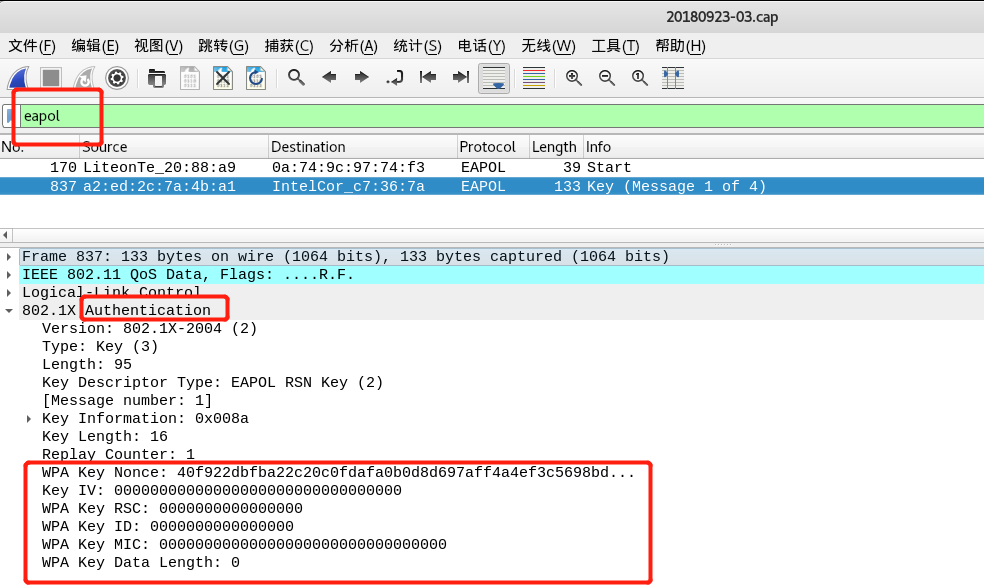 20180923-03.cap
文件(F) 编辑(E) 视图(V) 跳转(G) 捕获(C) 分析(A) 统计(S) 电话(Y) 无线(W) 工具(T) 帮助(H)
eapol
No. Source Destination Protocol Length Info
170 LiteonTe_20:88:a9 0a:74:9c:97:74:f3 EAPOL 39 Start
837 a2:ed:2c:7a:4b:a1 IntelCor_c7:36:7a EAPOL 133 Key (Message 1 of 4)
Frame 837: 133 bytes on wire (1064 bits), 133 bytes captured (1064 bits)
IEEE 802.11 QoS Data, Flags: ....R.F.
Logical-Link Control
802.1X Authentication
Version: 802.1X-2004 (2)
Type: Key (3)
Length: 95
Key Descriptor Type: EAPOL RSN Key (2)
[Message number: 1]
Key Information: 0x008a
Key Length: 16
Replay Counter: 1
WPA Key Nonce: 40f922dbfba22c20c0fdafa0b0d8d697aff4a4ef3c5698bd...
Key IV: 00000000000000000000000000000000
WPA Key RSC: 0000000000000000
WPA Key ID: 0000000000000000
WPA Key MIC: 00000000000000000000000000000000
WPA Key Data Length: 0